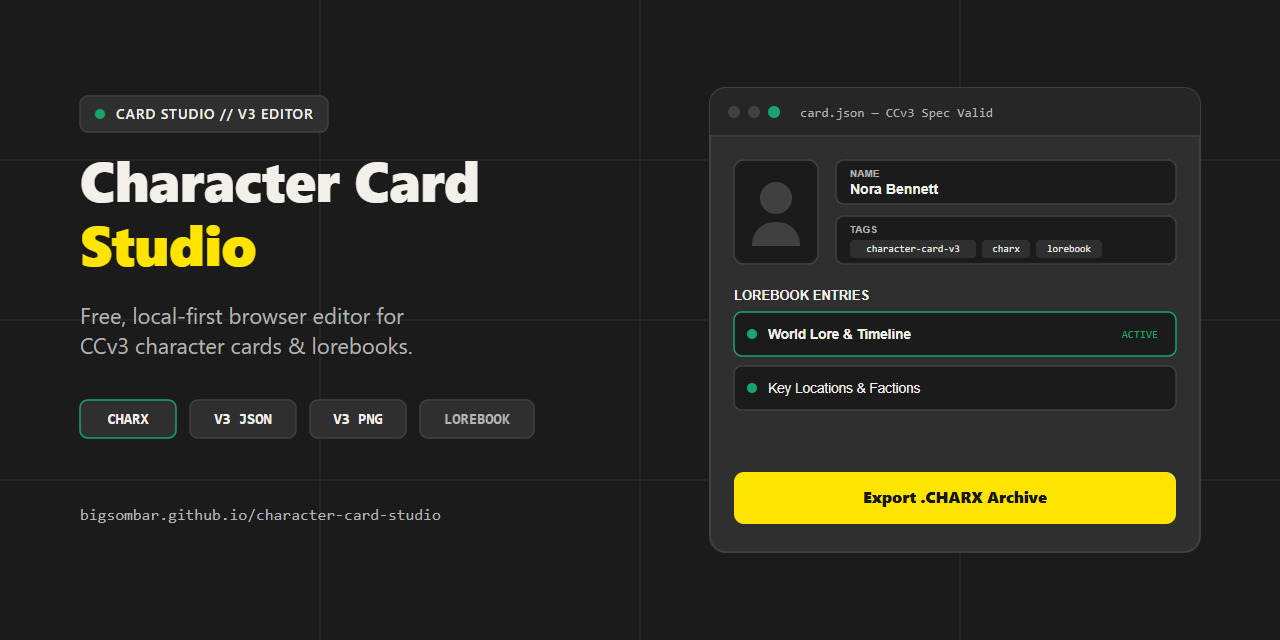 CARD STUDIO // V3 EDITOR
Character Card
Studio
Free, local-first browser editor for
CCv3 character cards & lorebooks.
CHARX
V3 JSON
V3 PNG
LOREBOOK
bigsombar.github.io/character-card-studio
card.json — CCv3 Spec Valid
NAME
Nora Bennett
TAGS
character-card-v3
charx
lorebook
LOREBOOK ENTRIES
World Lore & Timeline
ACTIVE
Key Locations & Factions
Export .CHARX Archive